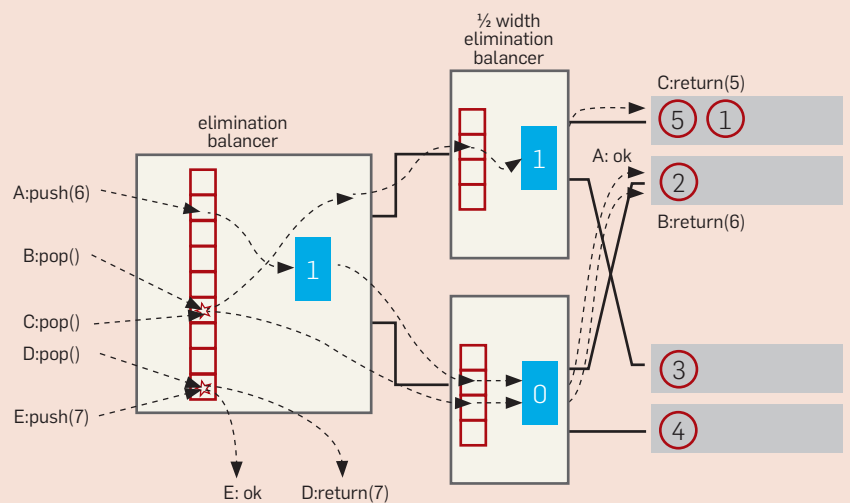 ½ width
elimination
balancer
elimination
balancer
A:push(6)
B:pop()
C:pop()
D:pop()
E:push(7)
1
1
0
E: ok
D:return(7)
C:return(5)
5 1
A: ok
2
B:return(6)
3
4